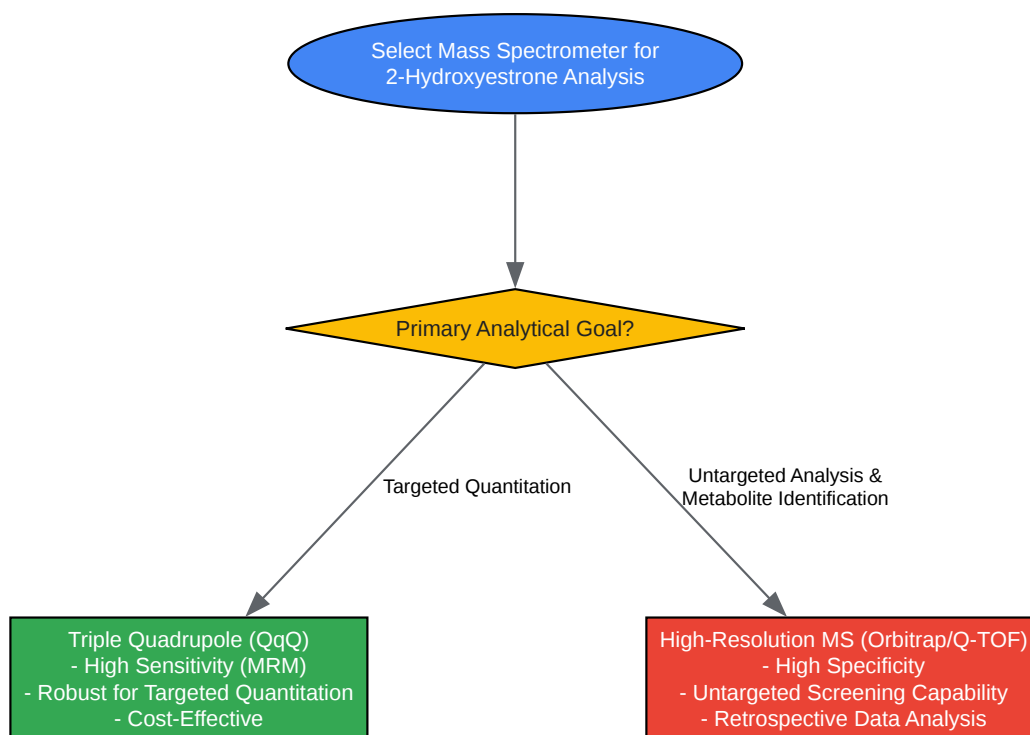 Select Mass Spectrometer for
2-Hydroxyestrone Analysis
Primary Analytical Goal?
Targeted Quantitation
Untargeted Analysis &
Metabolite Identification
Triple Quadrupole (QqQ)
- High Sensitivity (MRM)
- Robust for Targeted Quantitation
- Cost-Effective
High-Resolution MS (Orbitrap/Q-TOF)
- High Specificity
- Untargeted Screening Capability
- Retrospective Data Analysis